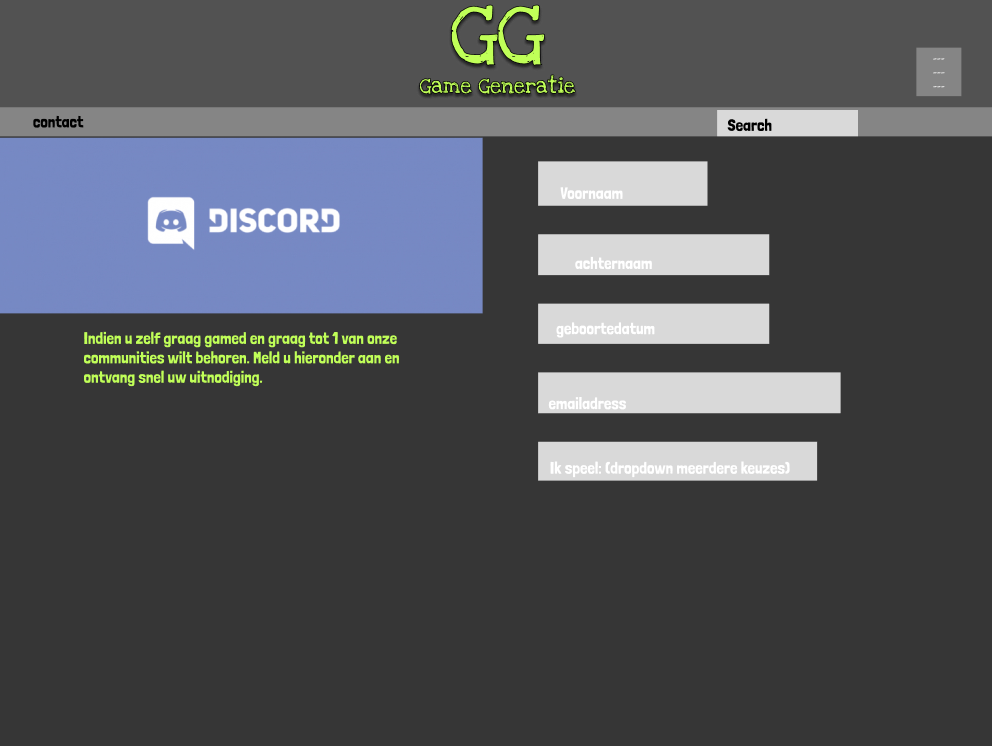 GG
Game Generatie
---
---
---
contact
Search
DISCORD
Indien u zelf graag gamed en graag tot 1 van onze
communities wilt behoren. Meld u hieronder aan en
ontvang snel uw uitnodiging.
Voornaam
achternaam
geboortedatum
emailadress
Ik speel: (dropdown meerdere keuzes)